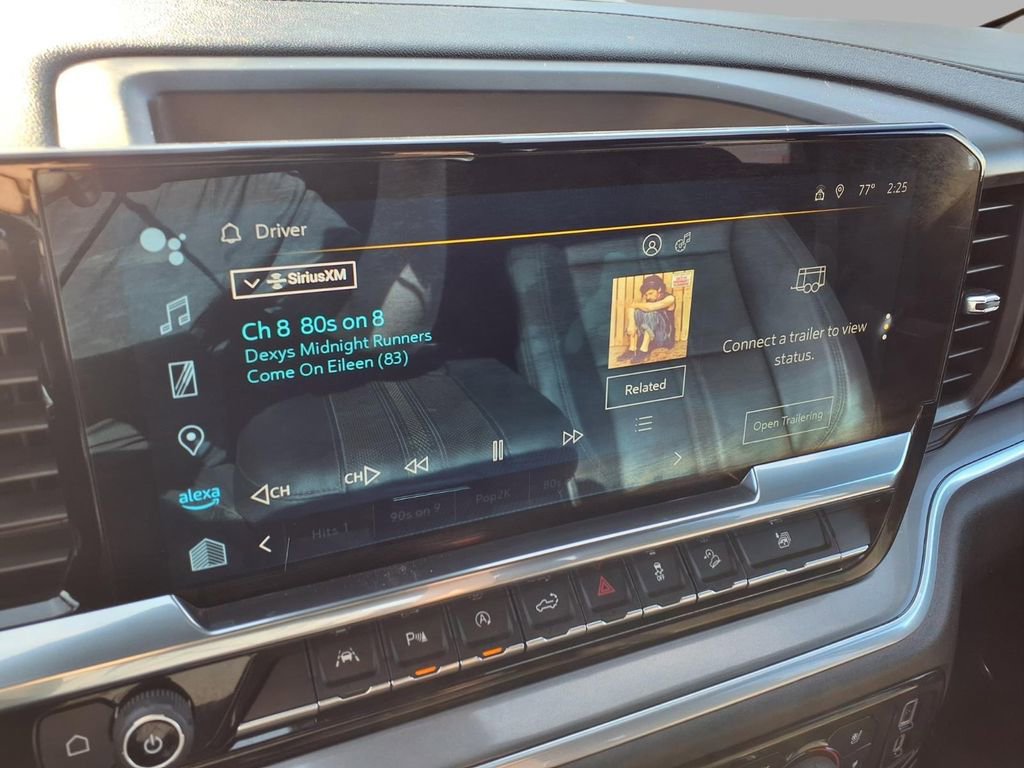 77° 2:25
Driver
SiriusXM
Ch 8 80s on 8
Dexys Midnight Runners
Come On Eileen (83)
Related
Connect a trailer to view
status.
Open Trailering
CH
CH
alexa
Hits 1
90s on 9
Pop2K
80s
P
A
OFF